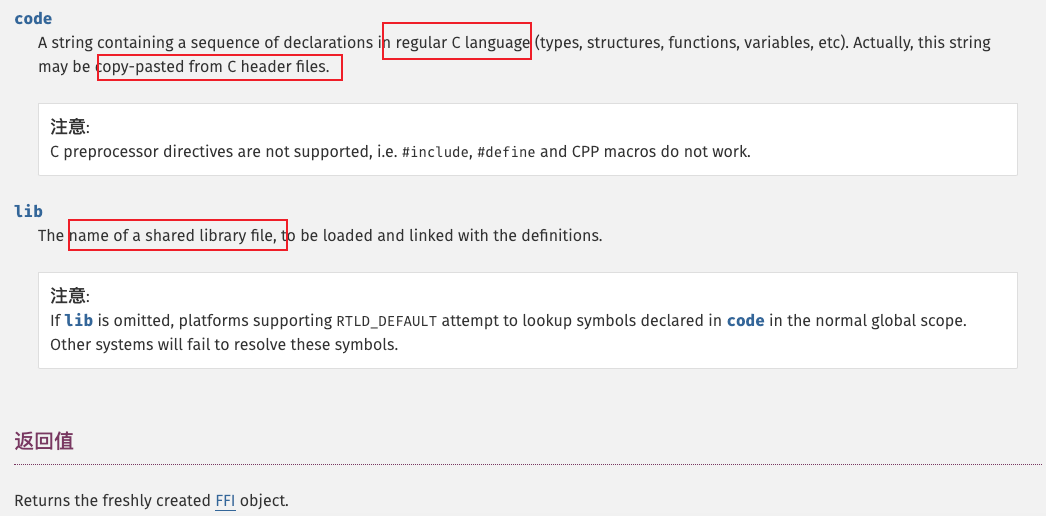 code
A string containing a sequence of declarations in regular C language (types, structures, functions, variables, etc). Actually, this string
may be copy-pasted from C header files.
注意:
C preprocessor directives are not supported, i.e. #include, #define and CPP macros do not work.
lib
The name of a shared library file, to be loaded and linked with the definitions.
注意:
If lib is omitted, platforms supporting RTLD_DEFAULT attempt to lookup symbols declared in code in the normal global scope.
Other systems will fail to resolve these symbols.
返回值
Returns the freshly created FFI object.